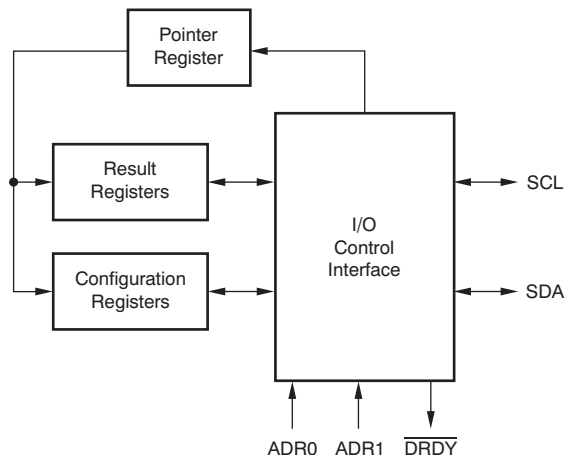 Pointer
Register
Result
Registers
Configuration
Registers
I/O
Control
Interface
SCL
SDA
ADR0 ADR1 DRDY